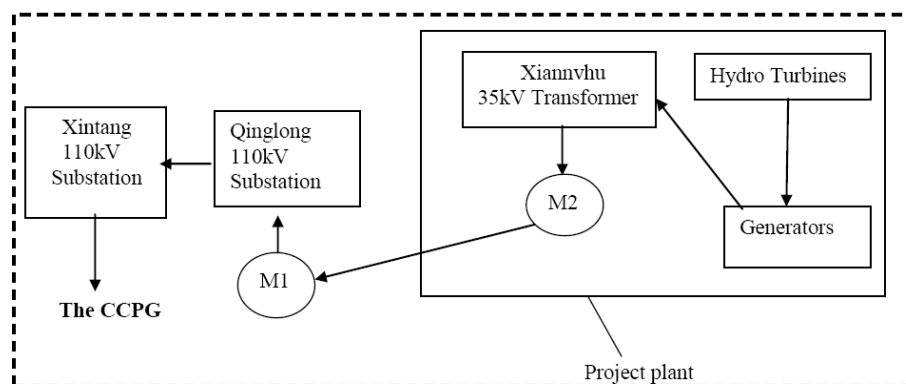 Xiannvhu
35kV Transformer
Hydro Turbines
Xintang
110kV
Substation
Qinglong
110kV
Substation
M2
Generators
M1
The CCPG
Project plant